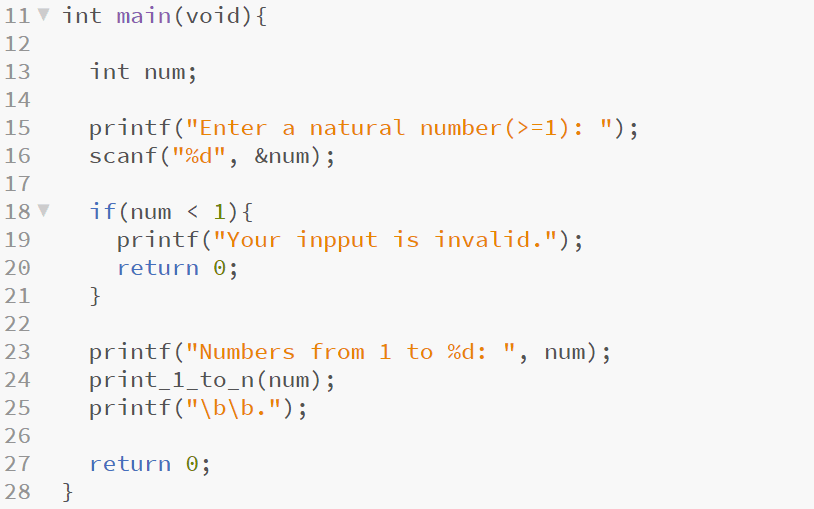 11 int main(void){
12
13   int num;
14
15   printf("Enter a natural number(>=1): ");
16   scanf("%d", &num);
17
18   if(num < 1){
19     printf("Your inpput is invalid.");
20     return 0;
21   }
22
23   printf("Numbers from 1 to %d: ", num);
24   print_1_to_n(num);
25   printf("\b\b.");
26
27   return 0;
28 }